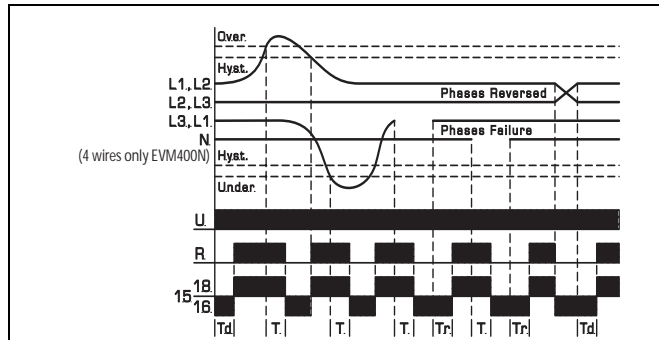 Over.
Hyst.
L1., L2.
Phases Reversed
L2., L3.
L3., L1.
Phases Failure
N.
(4 wires only EVM400N)
Hyst.
Under.
U.
R.
18.
15
16.
Td. T. T. T. Tr. T. Tr. Td.